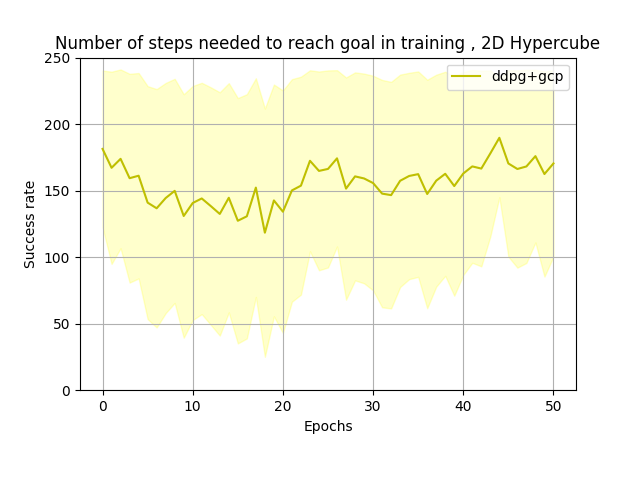 Number of steps needed to reach goal in training , 2D Hypercube
ddpg+gcp
250
200
150
100
50
0
Success rate
0 10 20 30 40 50
Epochs